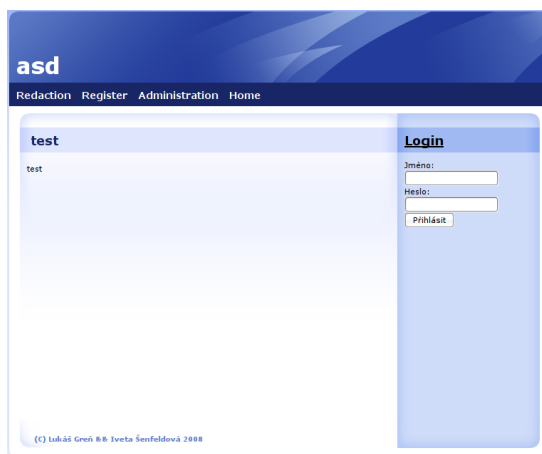 asd
Redaction Register Administration Home
test
test
Login
Jméno:
Heslo:
Přihlásit
(C) Lukáš Greň && Iveta Šenfeldová 2008